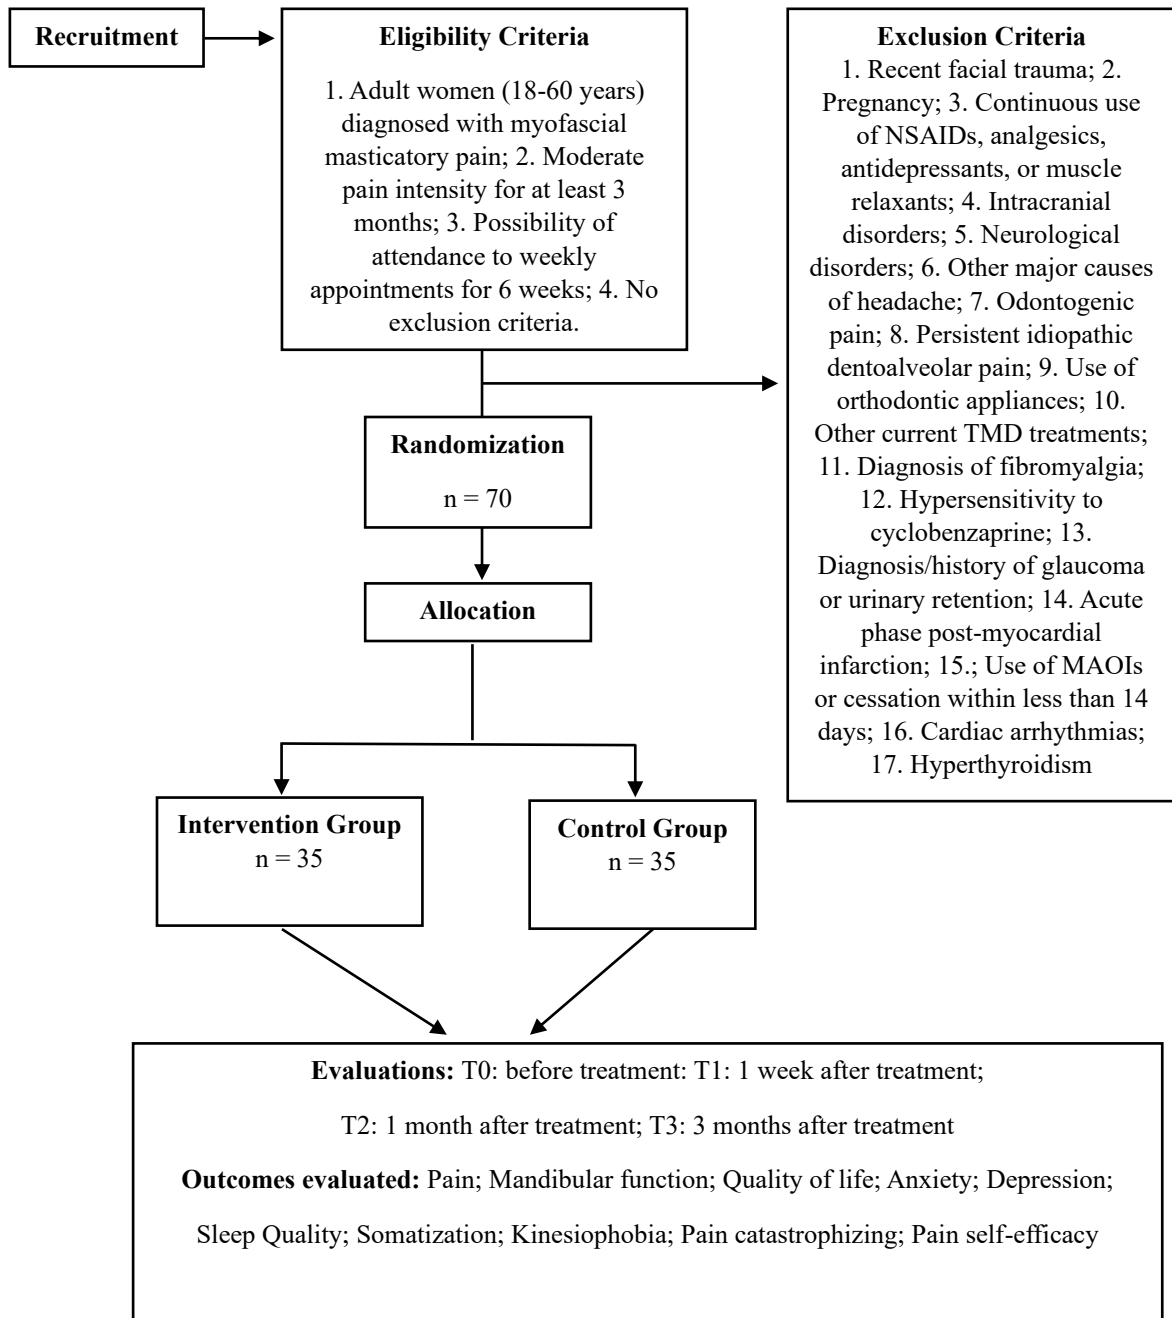 Recruitment
Eligibility Criteria
1. Adult women (18-60 years)
diagnosed with myofascial
masticatory pain; 2. Moderate
pain intensity for at least 3
months; 3. Possibility of
attendance to weekly
appointments for 6 weeks; 4. No
exclusion criteria.
Exclusion Criteria
1. Recent facial trauma; 2.
Pregnancy; 3. Continuous use
of NSAIDs, analgesics,
antidepressants, or muscle
relaxants; 4. Intracranial
disorders; 5. Neurological
disorders; 6. Other major causes
of headache; 7. Odontogenic
pain; 8. Persistent idiopathic
dentoalveolar pain; 9. Use of
orthodontic appliances; 10.
Other current TMD treatments;
11. Diagnosis of fibromyalgia;
12. Hypersensitivity to
cyclobenzaprine; 13.
Diagnosis/history of glaucoma
or urinary retention; 14. Acute
phase post-myocardial
infarction; 15.; Use of MAOIs
or cessation within less than 14
days; 16. Cardiac arrhythmias;
17. Hyperthyroidism
Randomization
n = 70
Allocation
Intervention Group
n = 35
Control Group
n = 35
Evaluations: T0: before treatment: T1: 1 week after treatment;
T2: 1 month after treatment; T3: 3 months after treatment
Outcomes evaluated: Pain; Mandibular function; Quality of life; Anxiety; Depression;
Sleep Quality; Somatization; Kinesiophobia; Pain catastrophizing; Pain self-efficacy